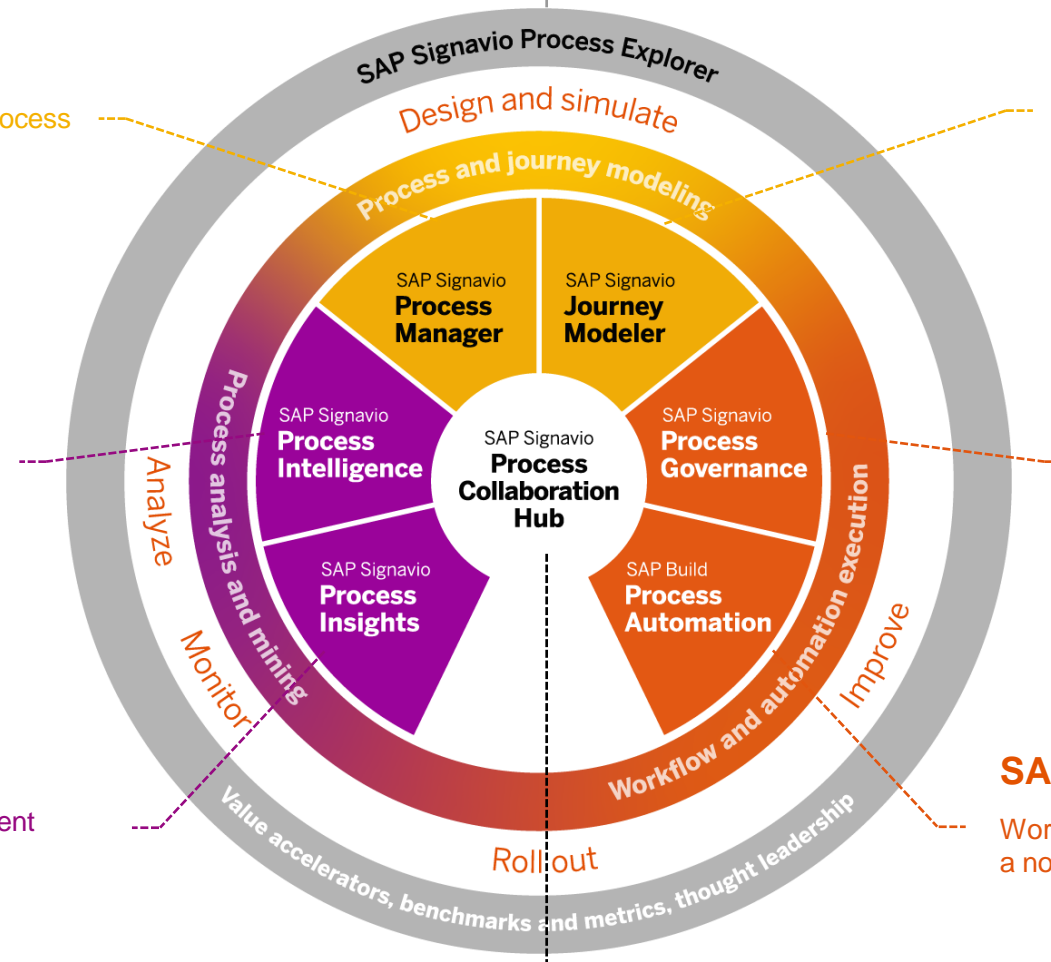 SAP Signavio Process Explorer
Design and simulate
ocess
Process and journey modeling
SAP Signavio
Process
Manager
SAP Signavio
Journey
Modeler
SAP Signavio
Process
Intelligence
SAP Signavio
Process
Collaboration
Hub
SAP Signavio
Process
Governance
Process analysis and mining
Analyze
SAP Signavio
Process
Insights
SAP Build
Process
Automation
Workflow and automation execution
Monitor
Improve
SA
Wor
a no
ent
Roll out
Value accelerators, benchmarks and metrics, thought leadership